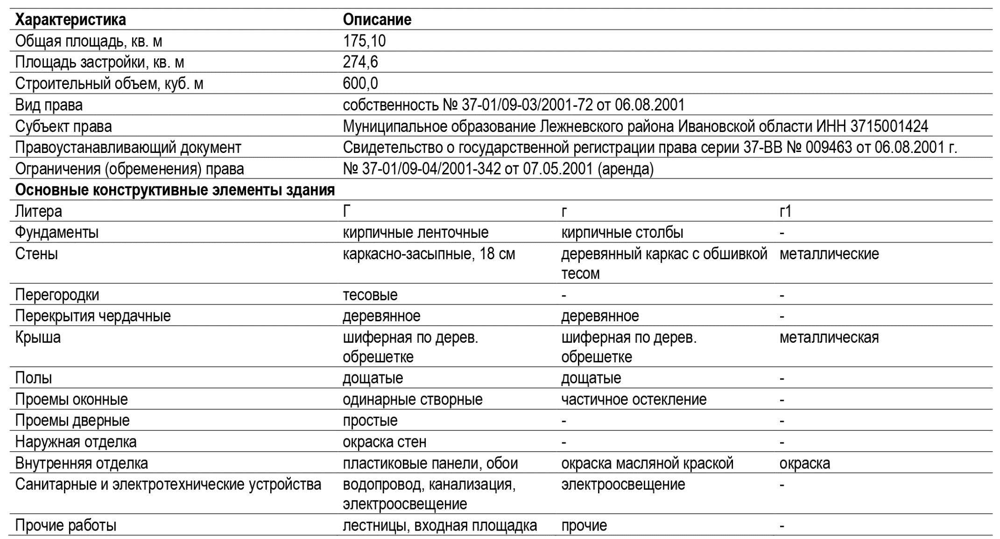 Характеристика Описание
Общая площадь, кв. м 175,10
Площадь застройки, кв. м 274,6
Строительный объем, куб. м 600,0
Вид права собственность № 37-01/09-03/2001-72 от 06.08.2001
Субъект права Муниципальное образование Лежневского района Ивановской области ИНН 3715001424
Правоустанавливающий документ Свидетельство о государственной регистрации права серии 37-ВВ № 009463 от 06.08.2001 г.
Ограничения (обременения) права № 37-01/09-04/2001-342 от 07.05.2001 (аренда)
Основные конструктивные элементы здания
Литера Г г г1
Фундаменты кирпичные ленточные кирпичные столбы -
Стены каркасно-засыпные, 18 см деревянный каркас с обшивкой металлические
тесом
Перегородки тесовые - -
Перекрытия чердачные деревянное деревянное -
Крыша шиферная по дерев. шиферная по дерев. металлическая
обрешетке обрешетке
Полы дощатые дощатые -
Проемы оконные одинарные створные частичное остекление -
Проемы дверные простые - -
Наружная отделка окраска стен - -
Внутренняя отделка пластиковые панели, обои окраска масляной краской окраска
Санитарные и электротехнические устройства водопровод, канализация, электроосвещение -
электроосвещение
Прочие работы лестницы, входная площадка прочие -